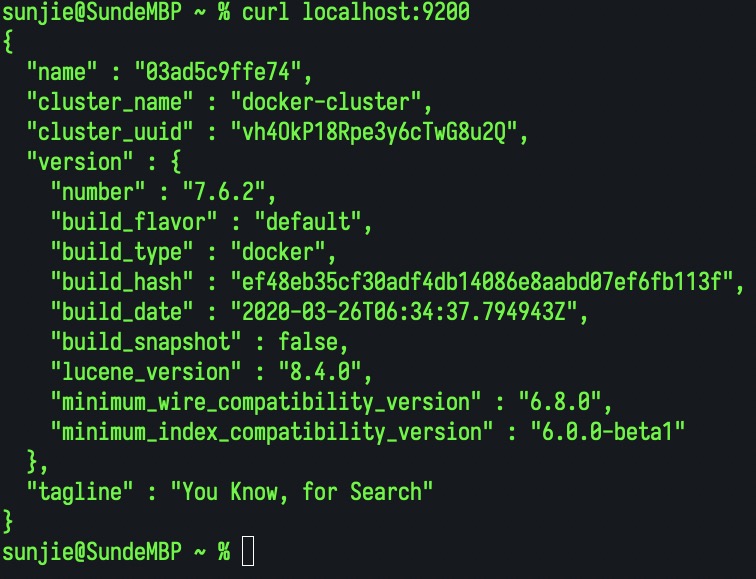 sunjie@SundeMBP ~ % curl localhost:9200
{
  "name" : "03ad5c9ffe74",
  "cluster_name" : "docker-cluster",
  "cluster_uuid" : "vh4OkP18Rpe3y6cTwG8u2Q",
  "version" : {
    "number" : "7.6.2",
    "build_flavor" : "default",
    "build_type" : "docker",
    "build_hash" : "ef48eb35cf30adf4db14086e8aabd07ef6fb113f",
    "build_date" : "2020-03-26T06:34:37.794943Z",
    "build_snapshot" : false,
    "lucene_version" : "8.4.0",
    "minimum_wire_compatibility_version" : "6.8.0",
    "minimum_index_compatibility_version" : "6.0.0-beta1"
  },
  "tagline" : "You Know, for Search"
}
sunjie@SundeMBP ~ %